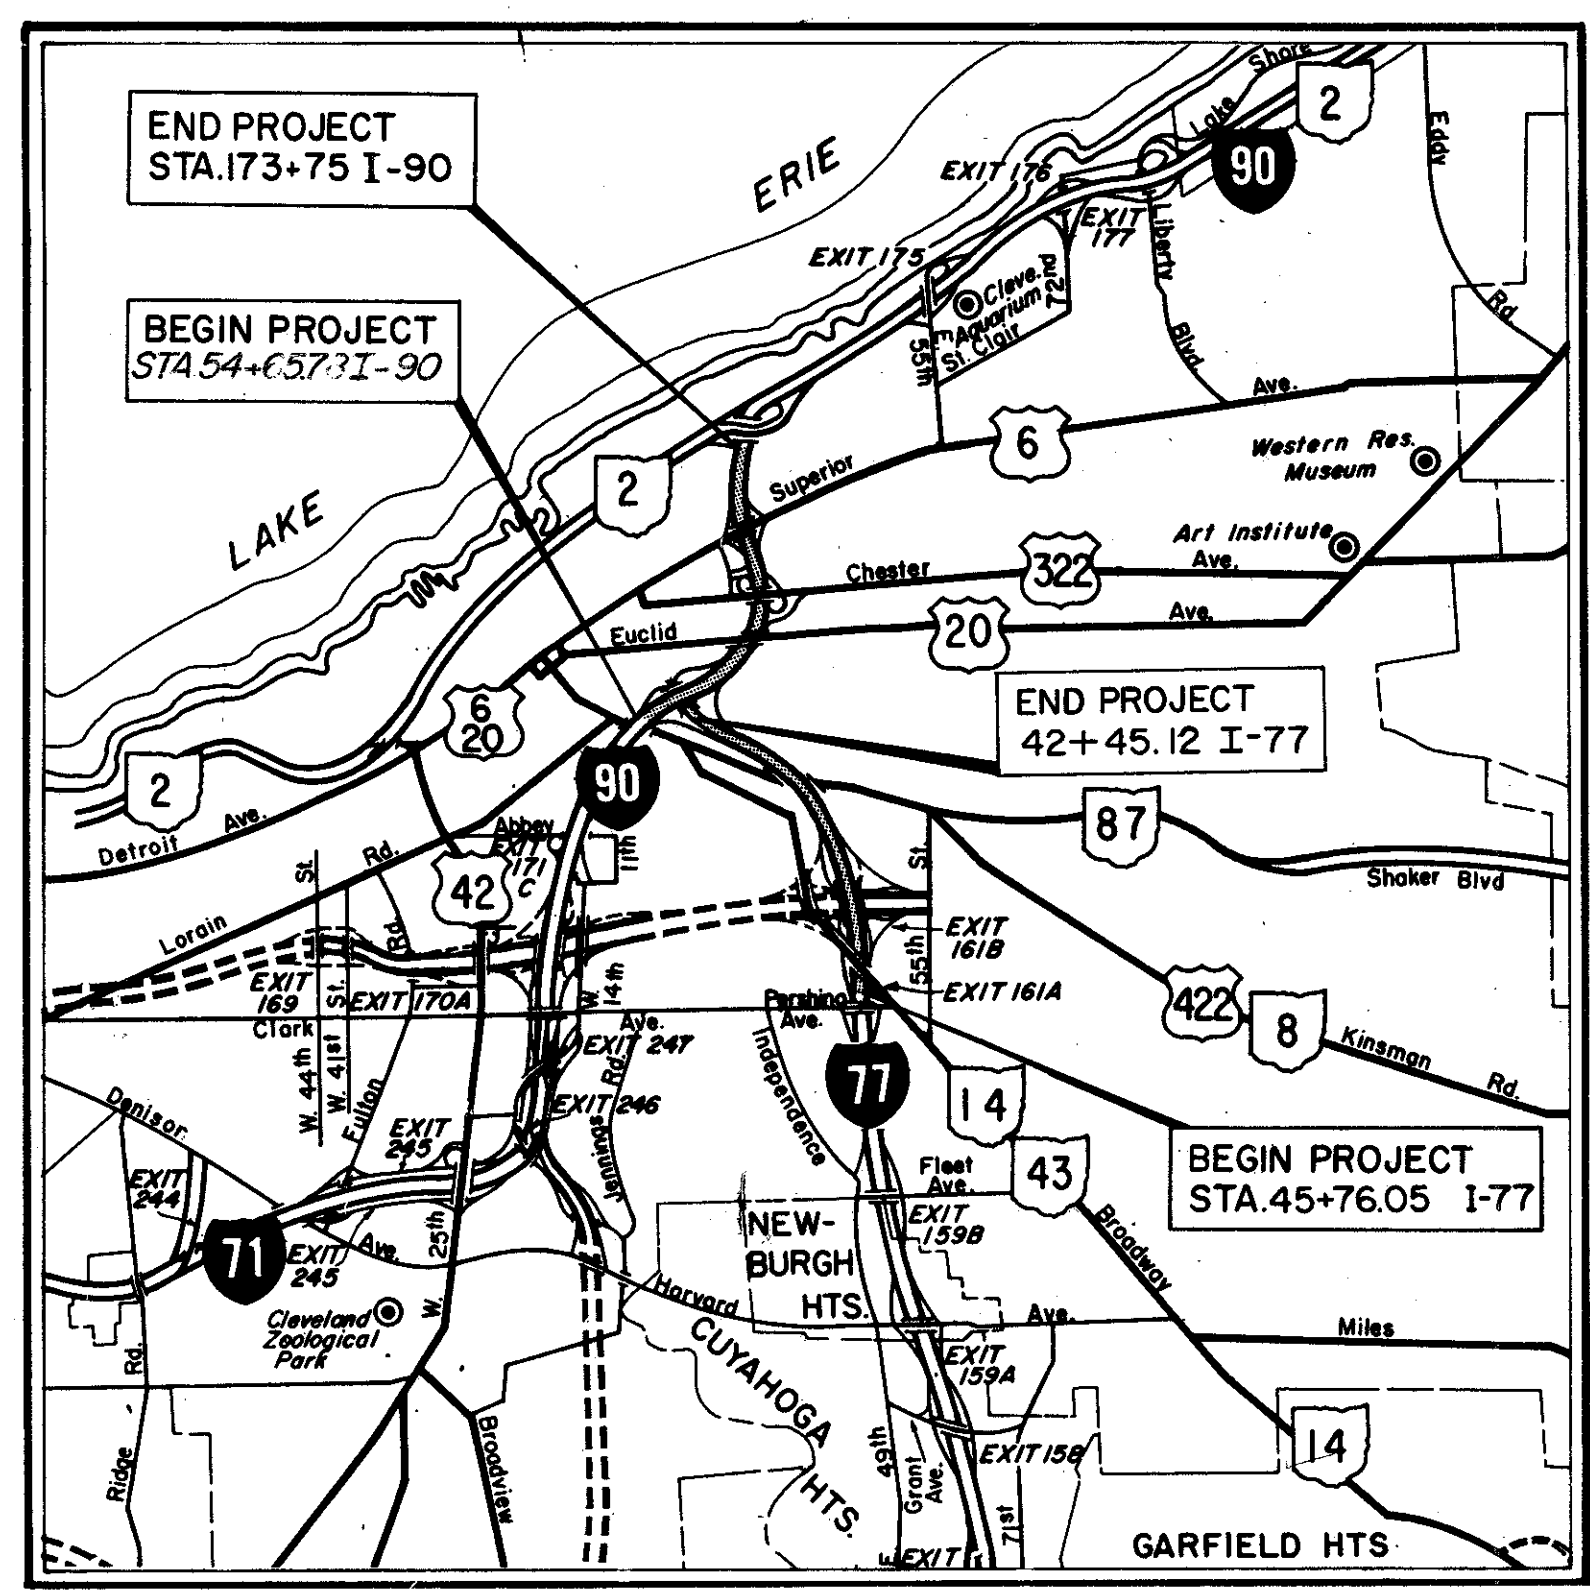 END PROJECT
STA.173+75 I-90
BEGIN PROJECT
STA.54+65.78 I-90
LAKE
ERIE
Lake
Shore
2
90
Eddy
Rd.
EXIT 176
EXIT
177
Liberty
Blvd.
EXIT 175
Cleve.
Aquarium
72nd
E.
55th
St. Clair
Superior
Ave.
6
Western Res.
Museum
2
Art Institute
Chester
322
Ave.
Euclid
20
Ave.
6
20
END PROJECT
42+45.12 I-77
2
90
87
Shaker Blvd
Detroit
Ave.
Abbey
EXIT
171
C
11th
42
St.
Rd.
Rd.
Lorain
St.
55th
EXIT
161B
EXIT
169
St.
EXIT 170A
W.
14th
EXIT 161A
Clark
Ave.
Pershing
Ave.
422
8
Kinsman
Rd.
W. 44th
W. 41st
Fulton
EXIT 247
Rd.
Independence
77
14
Denison
EXIT
245
EXIT 246
Jennings
BEGIN PROJECT
STA.45+76.05 I-77
Fleet
Ave.
43
EXIT
244
Broadway
NEW-
BURGH
HTS.
EXIT
159B
71
EXIT
245
Ave.
25th
W.
Harvard
Ave.
Miles
Cleveland
Zoological
Park
Rd.
CUYAHOGA
HTS.
EXIT
159A
Ridge
Broadview
49th
E.
Grant
Ave.
EXIT 158
14
71st
EXIT
GARFIELD HTS